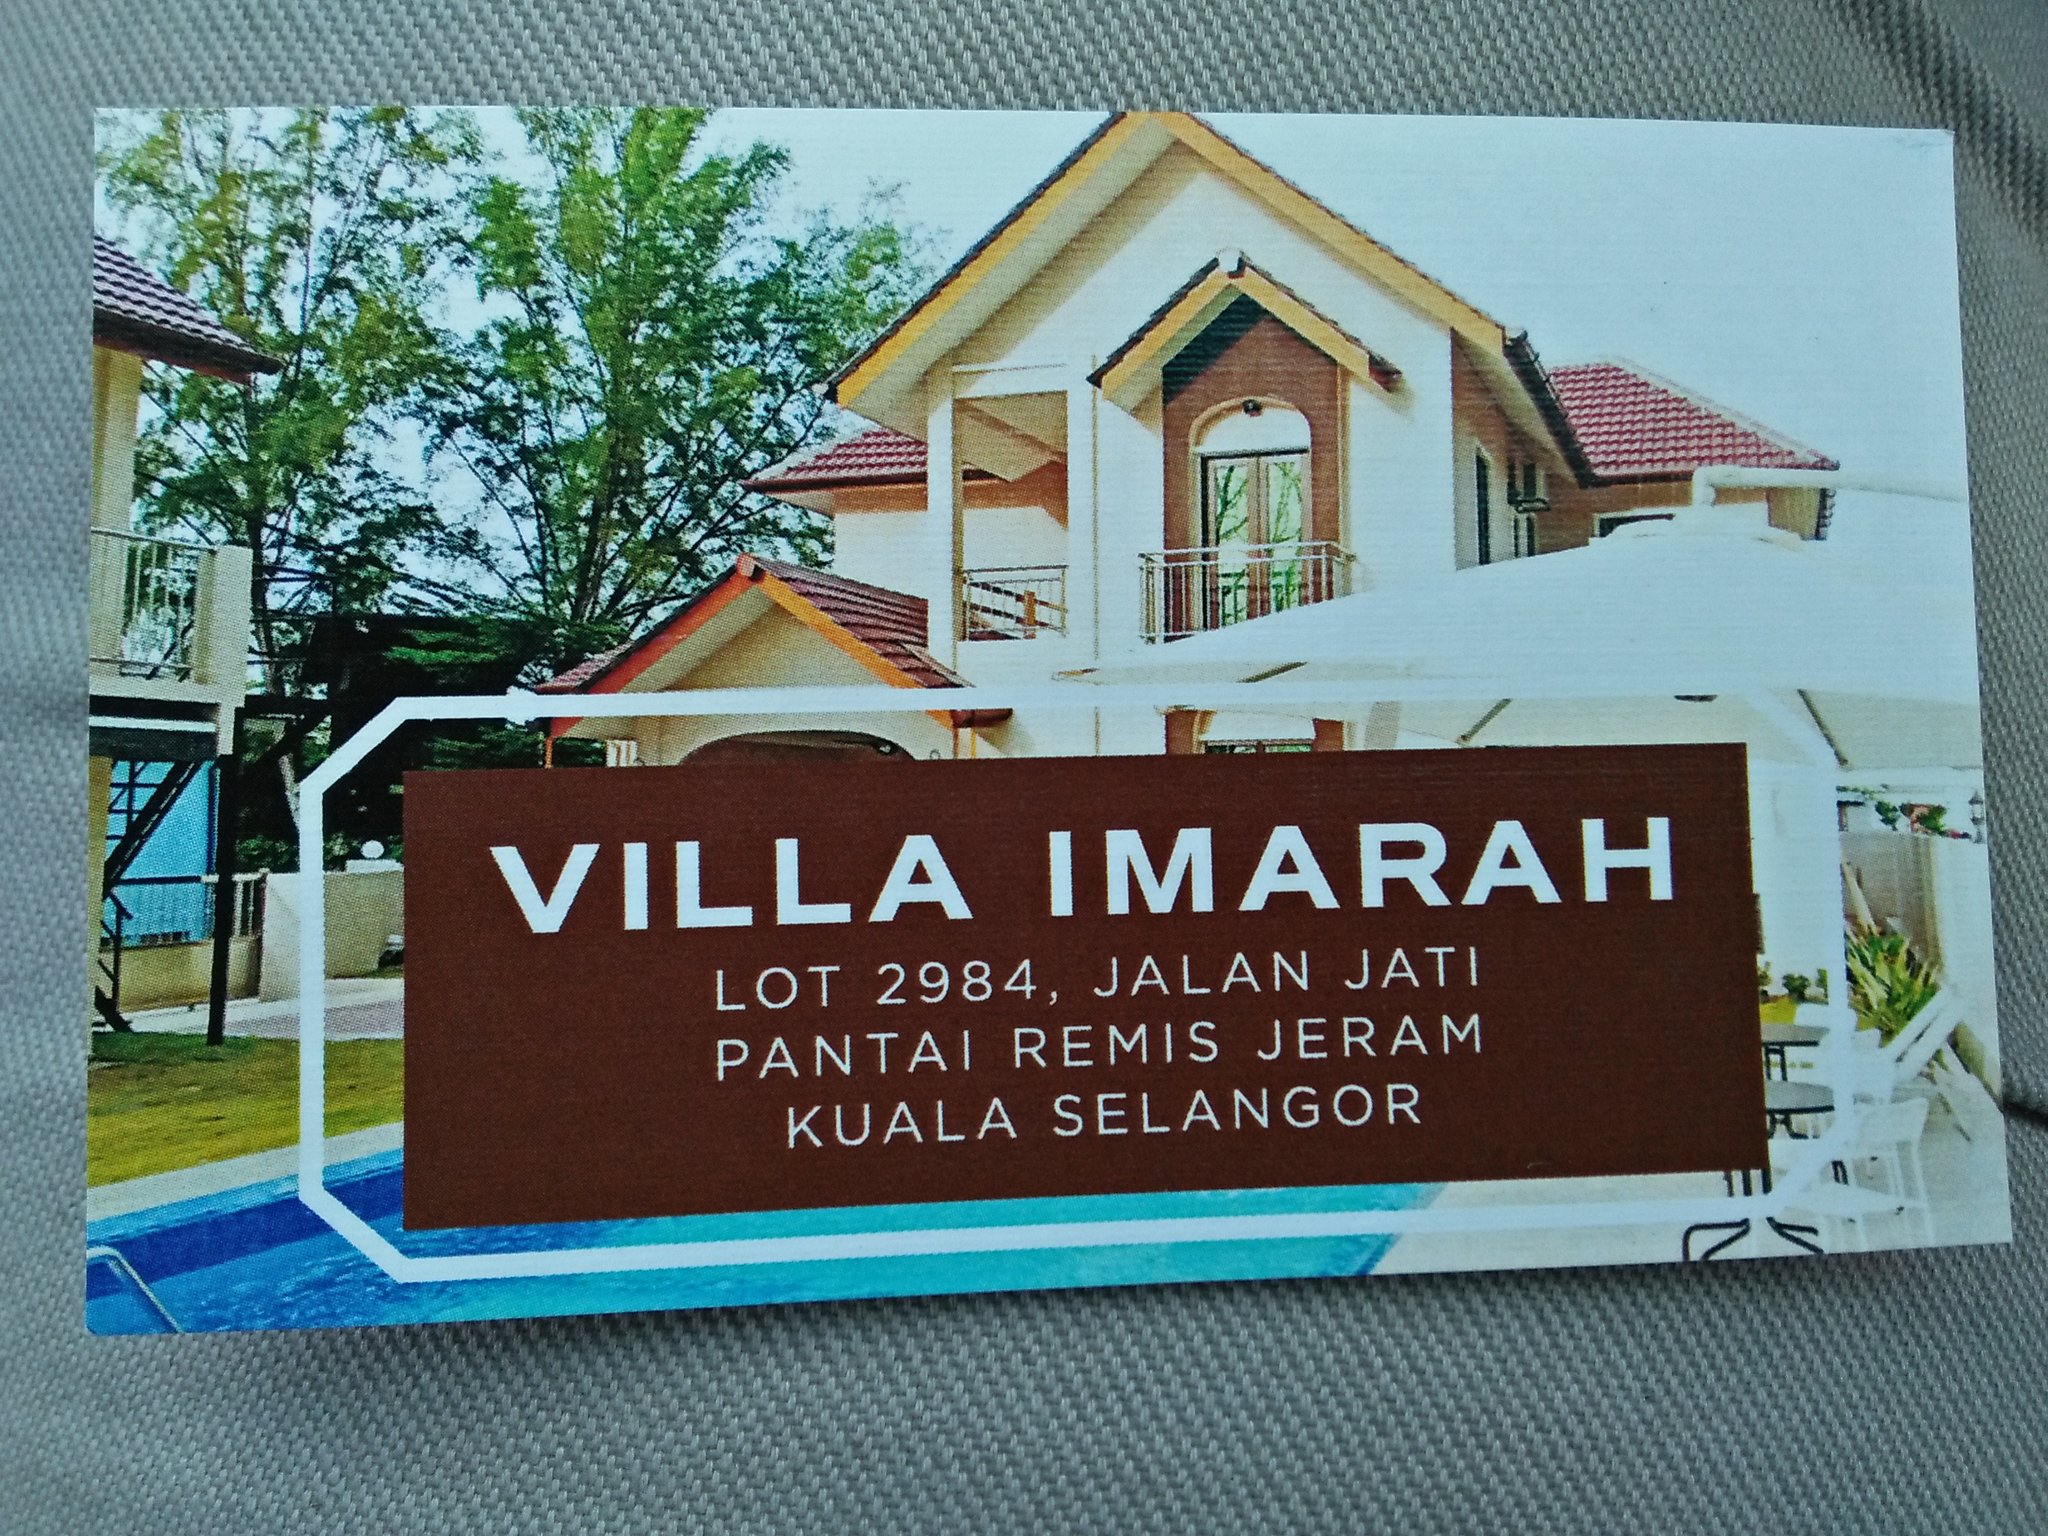 VILLA IMARAH
LOT 2984, JALAN JATI
PANTAI REMIS JERAM
KUALA SELANGOR